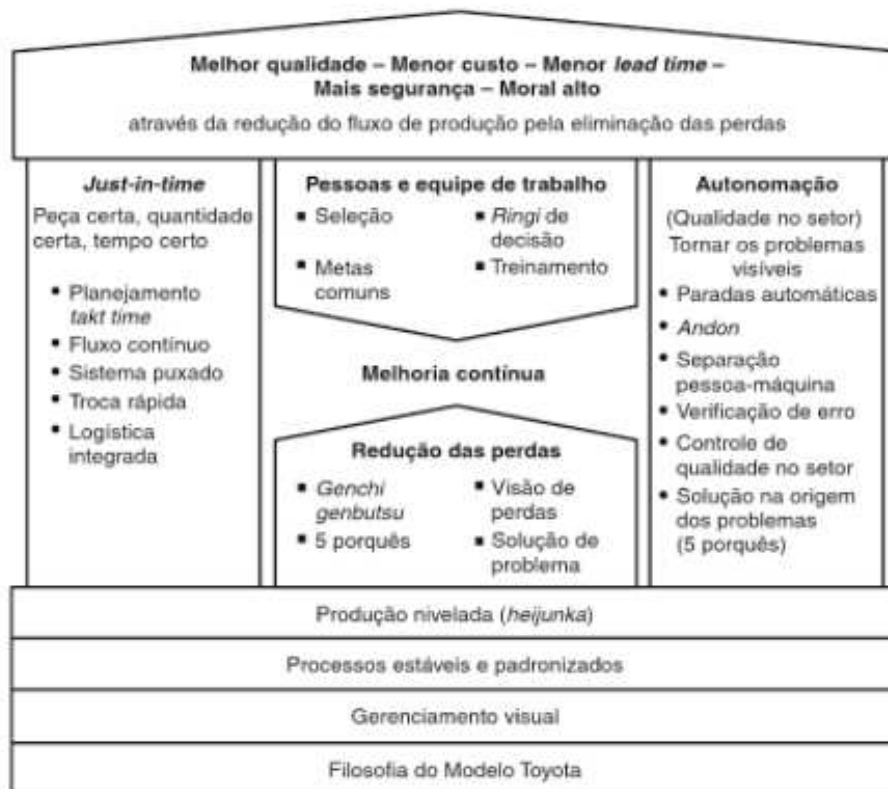 Melhor qualidade – Menor custo – Menor lead time –
Mais segurança – Moral alto
através da redução do fluxo de produção pela eliminação das perdas
Just-in-time
Peça certa, quantidade
certa, tempo certo
• Planejamento
takt time
• Fluxo contínuo
• Sistema puxado
• Troca rápida
• Logística
integrada
Pessoas e equipe de trabalho
▪ Seleção
▪ Ringi de
decisão
▪ Metas
comuns
▪ Treinamento
Melhoria contínua
Redução das perdas
▪ Genchi
genbutsu
▪ Visão de
perdas
▪ 5 porquês
▪ Solução de
problema
Autonomação
(Qualidade no setor)
Tornar os problemas
visíveis
• Paradas automáticas
• Andon
• Separação
pessoa-máquina
• Verificação de erro
• Controle de
qualidade no setor
• Solução na origem
dos problemas
(5 porquês)
Produção nivelada (heijunka)
Processos estáveis e padronizados
Gerenciamento visual
Filosofia do Modelo Toyota